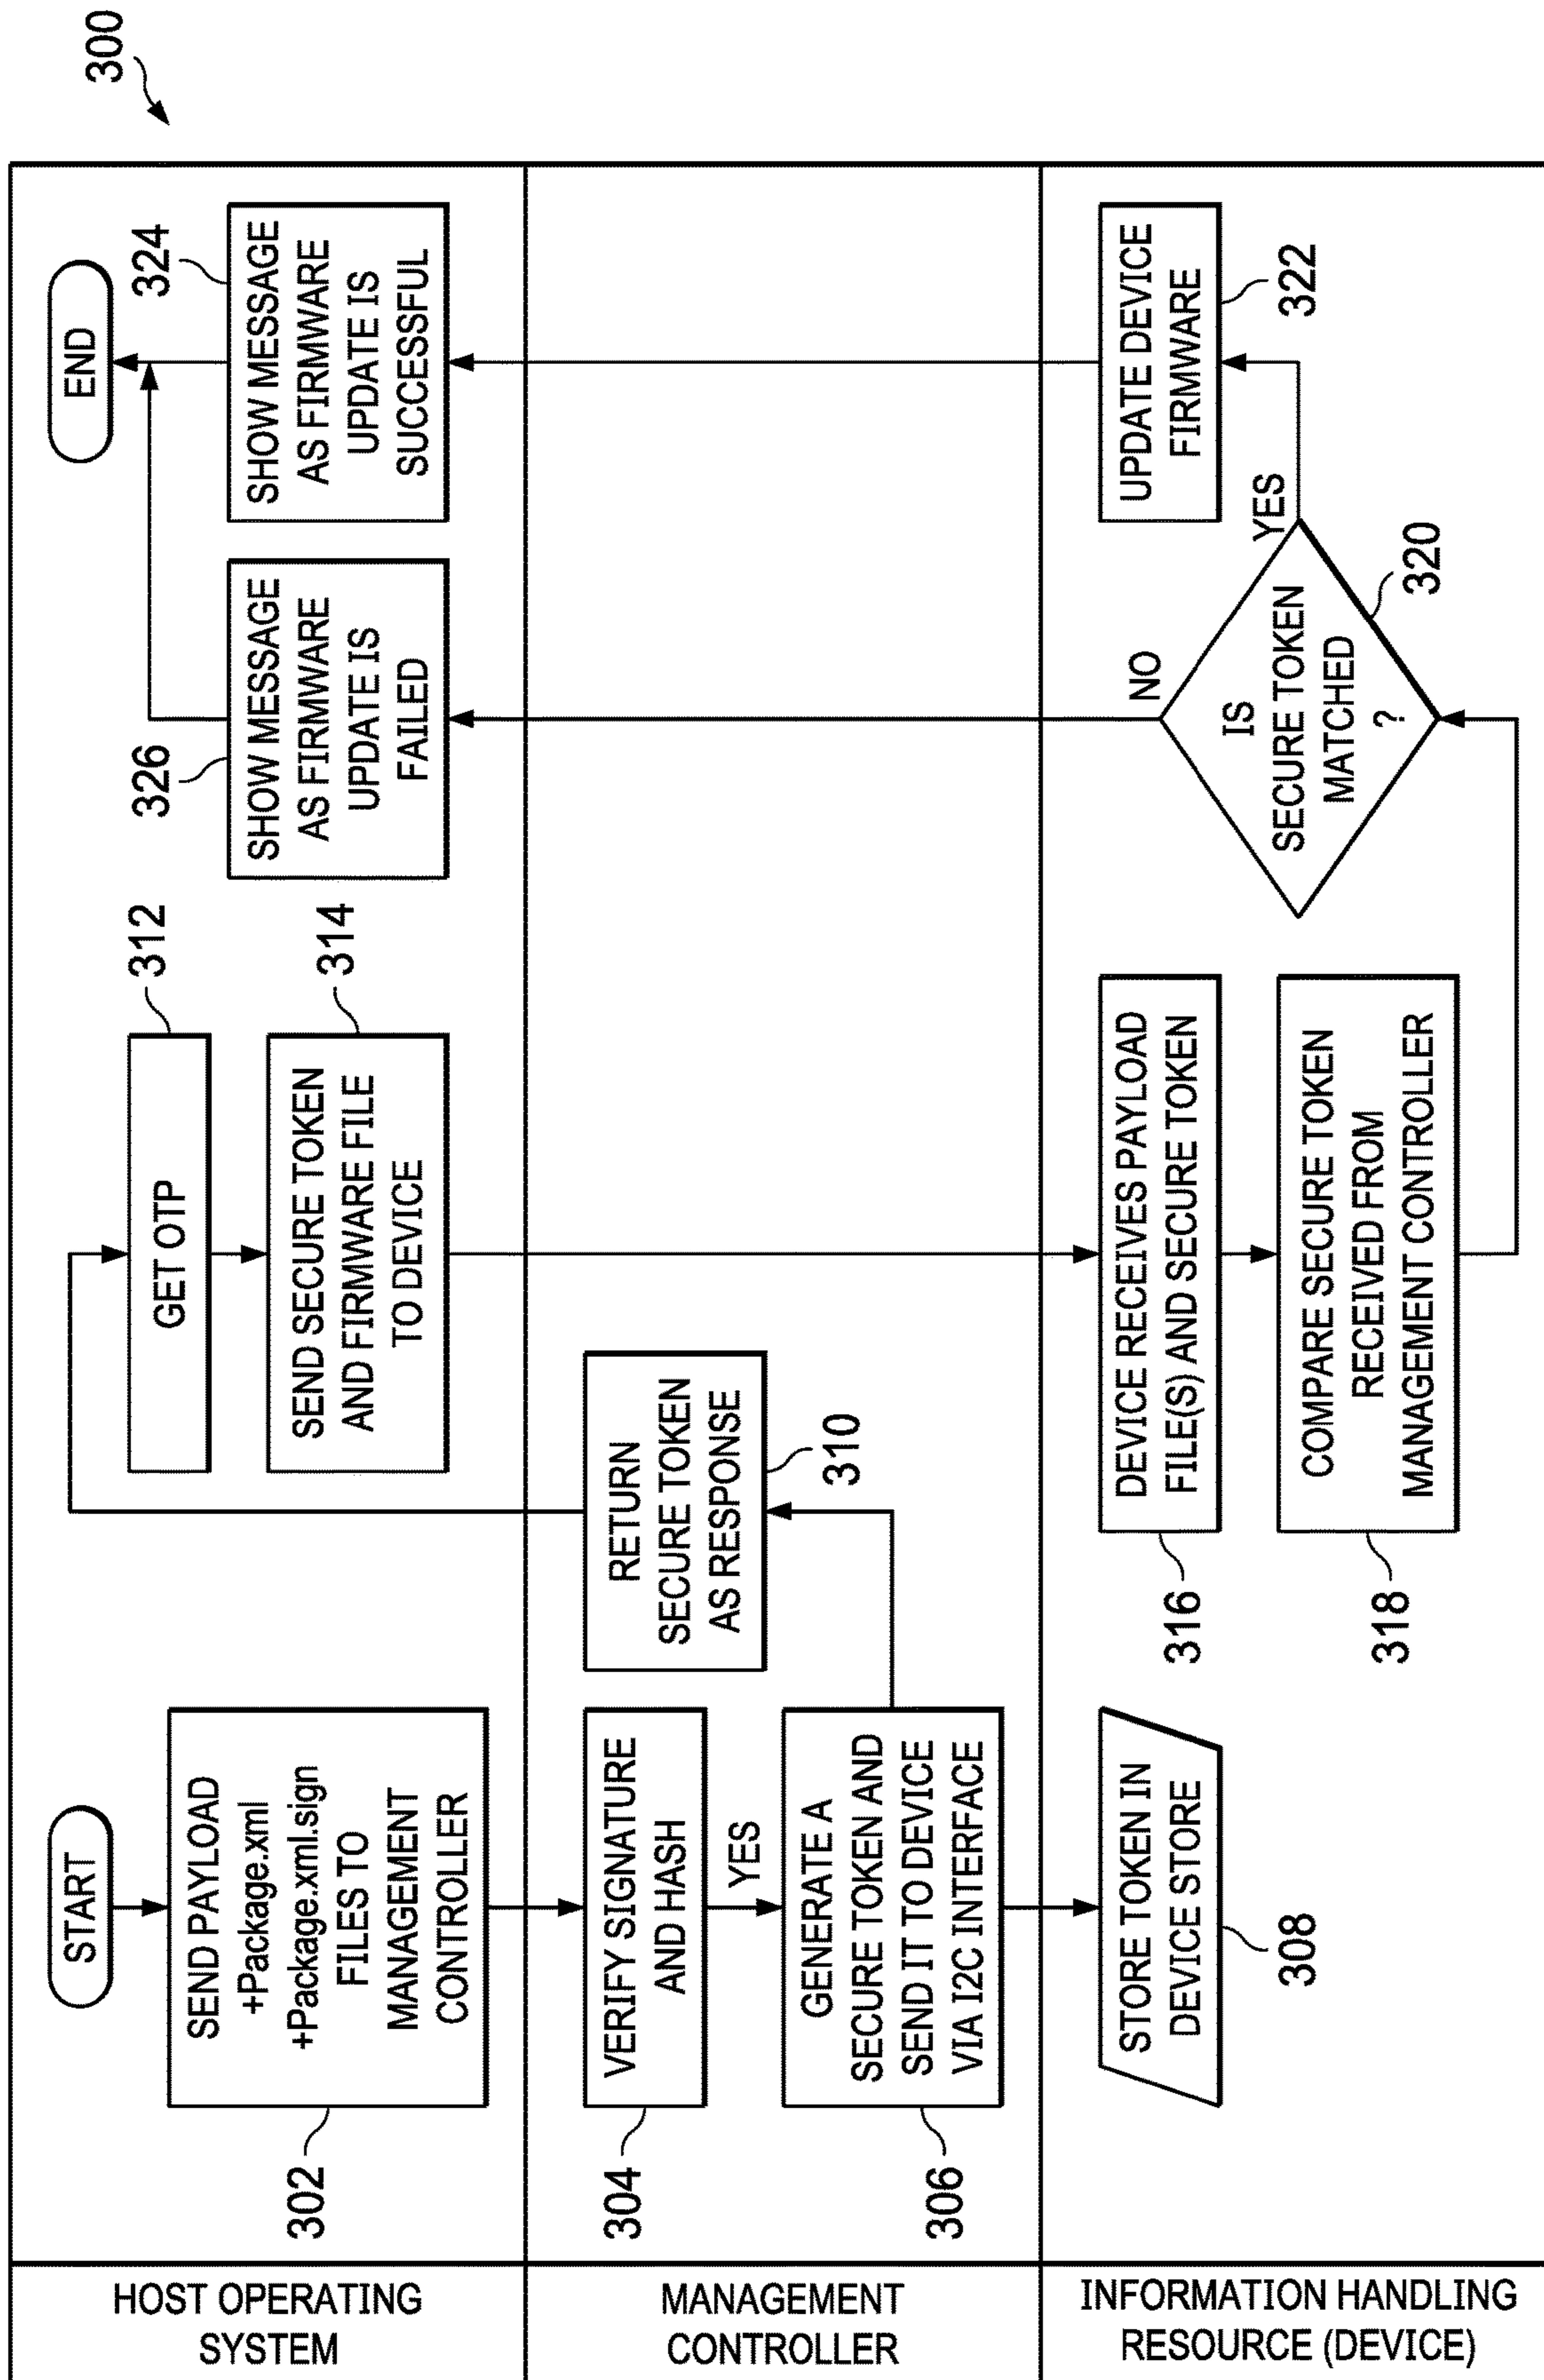 300
HOST OPERATING
SYSTEM
START
SEND PAYLOAD
+Package.xml
+Package.xml.sign
FILES TO
MANAGEMENT
CONTROLLER
302
GET OTP
312
SEND SECURE TOKEN
AND FIRMWARE FILE
TO DEVICE
314
SHOW MESSAGE
AS FIRMWARE
UPDATE IS
FAILED
326
END
SHOW MESSAGE
AS FIRMWARE
UPDATE IS
SUCCESSFUL
324
MANAGEMENT
CONTROLLER
VERIFY SIGNATURE
AND HASH
304
YES
GENERATE A
SECURE TOKEN AND
SEND IT TO DEVICE
VIA I2C INTERFACE
306
RETURN
SECURE TOKEN
AS RESPONSE
310
INFORMATION HANDLING
RESOURCE (DEVICE)
STORE TOKEN IN
DEVICE STORE
308
DEVICE RECEIVES PAYLOAD
FILE(S) AND SECURE TOKEN
316
COMPARE SECURE TOKEN
RECEIVED FROM
MANAGEMENT CONTROLLER
318
NO
IS
SECURE TOKEN
MATCHED
?
320
YES
UPDATE DEVICE
FIRMWARE
322